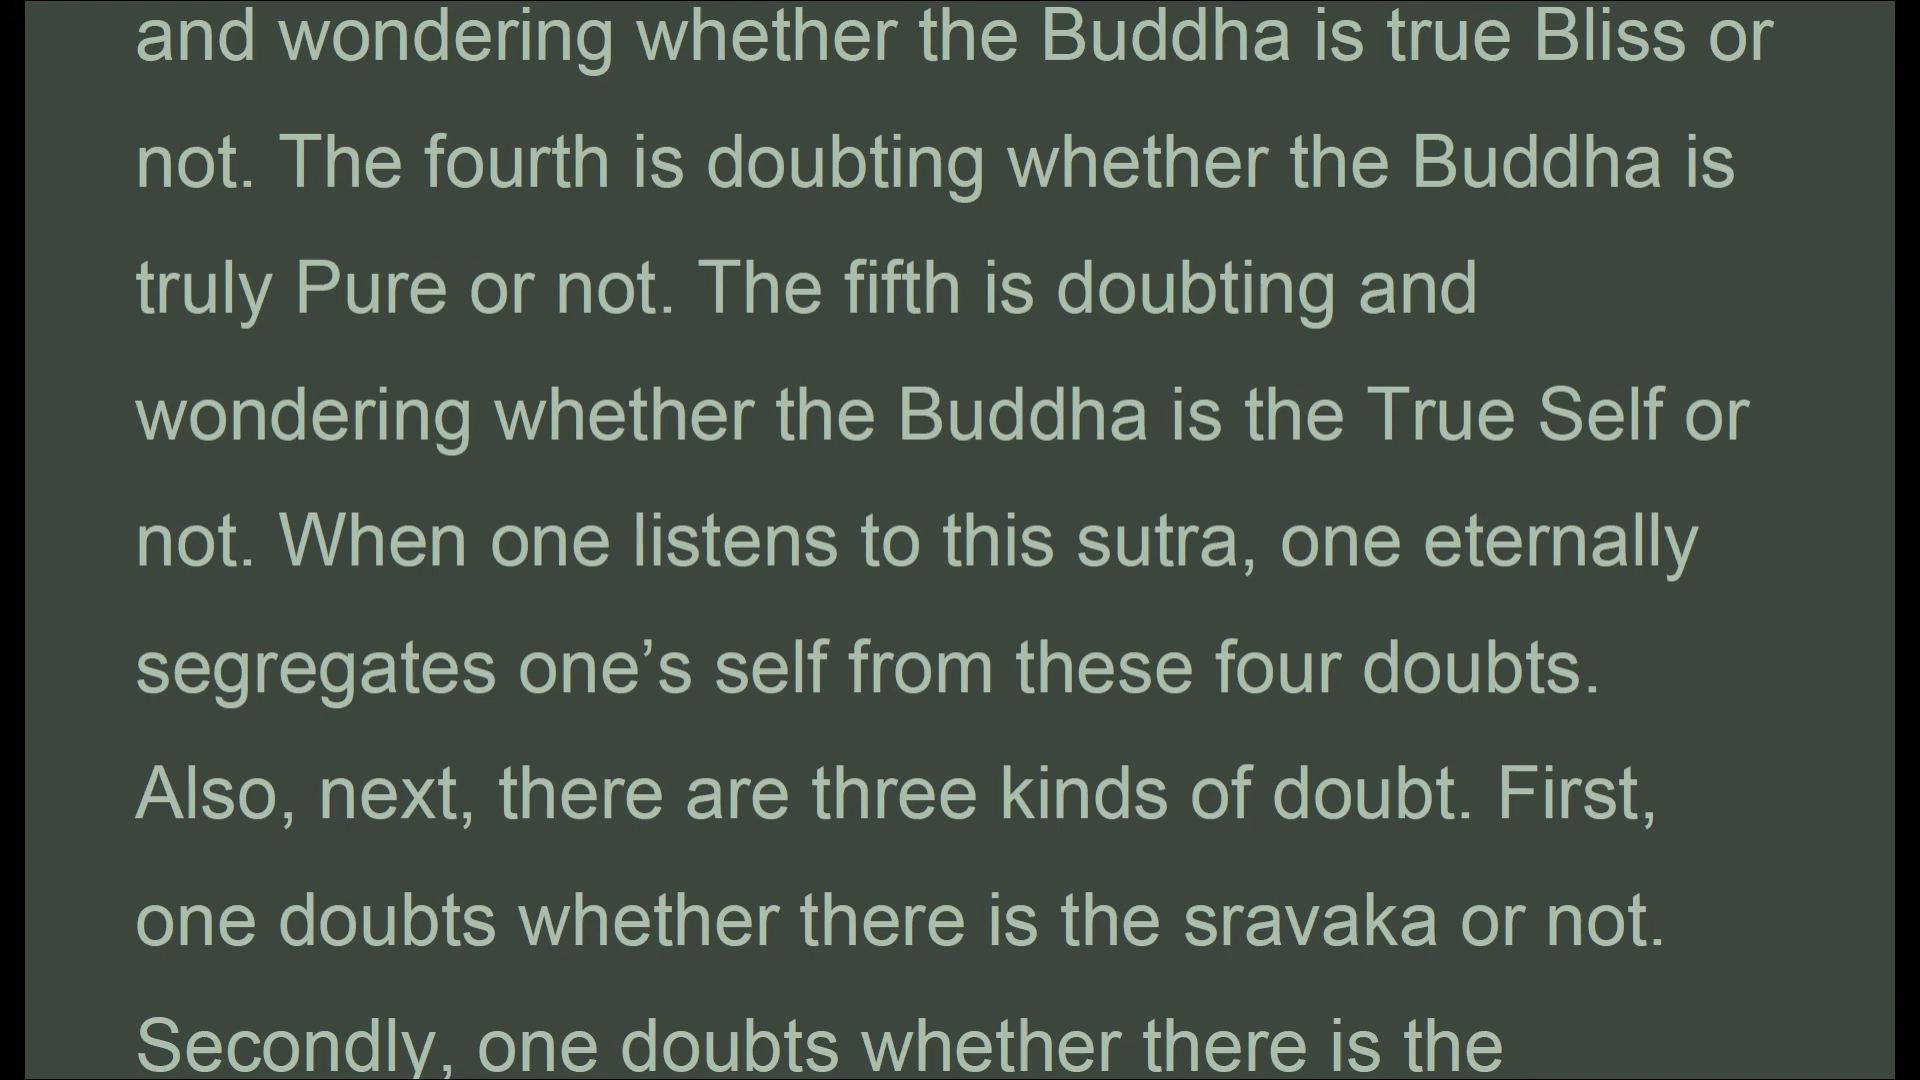 and wondering whether the Buddha is true Bliss or
not. The fourth is doubting whether the Buddha is
truly Pure or not. The fifth is doubting and
wondering whether the Buddha is the True Self or
not. When one listens to this sutra, one eternally
segregates one’s self from these four doubts.
Also, next, there are three kinds of doubt. First,
one doubts whether there is the sravaka or not.
Secondly, one doubts whether there is the